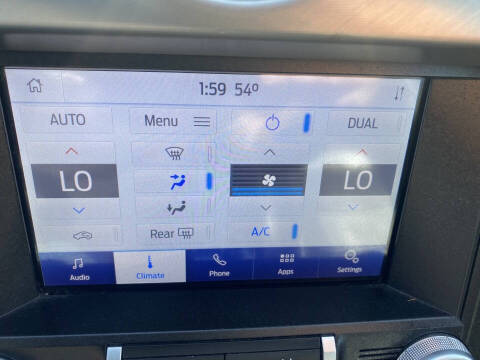 1:59 54°
AUTO Menu DUAL
LO LO
Rear A/C
Audio Climate Phone Apps Settings